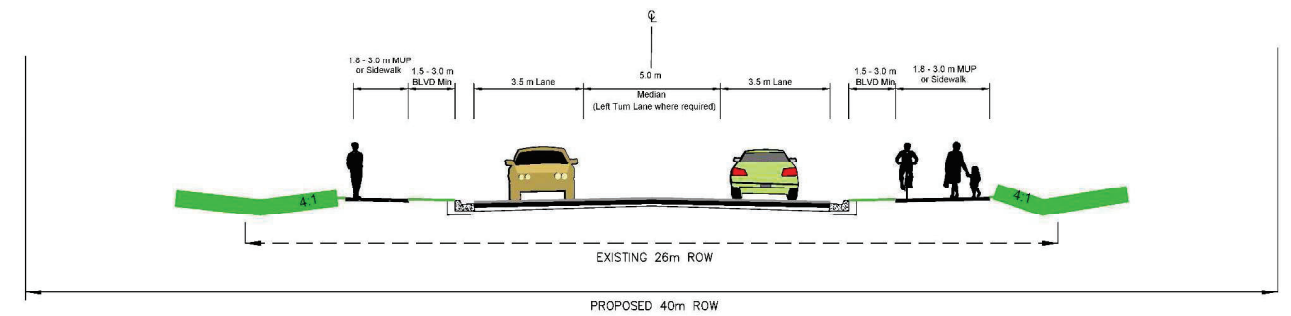 ℄
1.8 - 3.0 m MUP
or Sidewalk
1.5 - 3.0 m
BLVD Min
3.5 m Lane
5.0 m
Median
(Left Turn Lane where required)
3.5 m Lane
1.5 - 3.0 m
BLVD Min
1.8 - 3.0 m MUP
or Sidewalk
4:1
4:1
EXISTING 26m ROW
PROPOSED 40m ROW